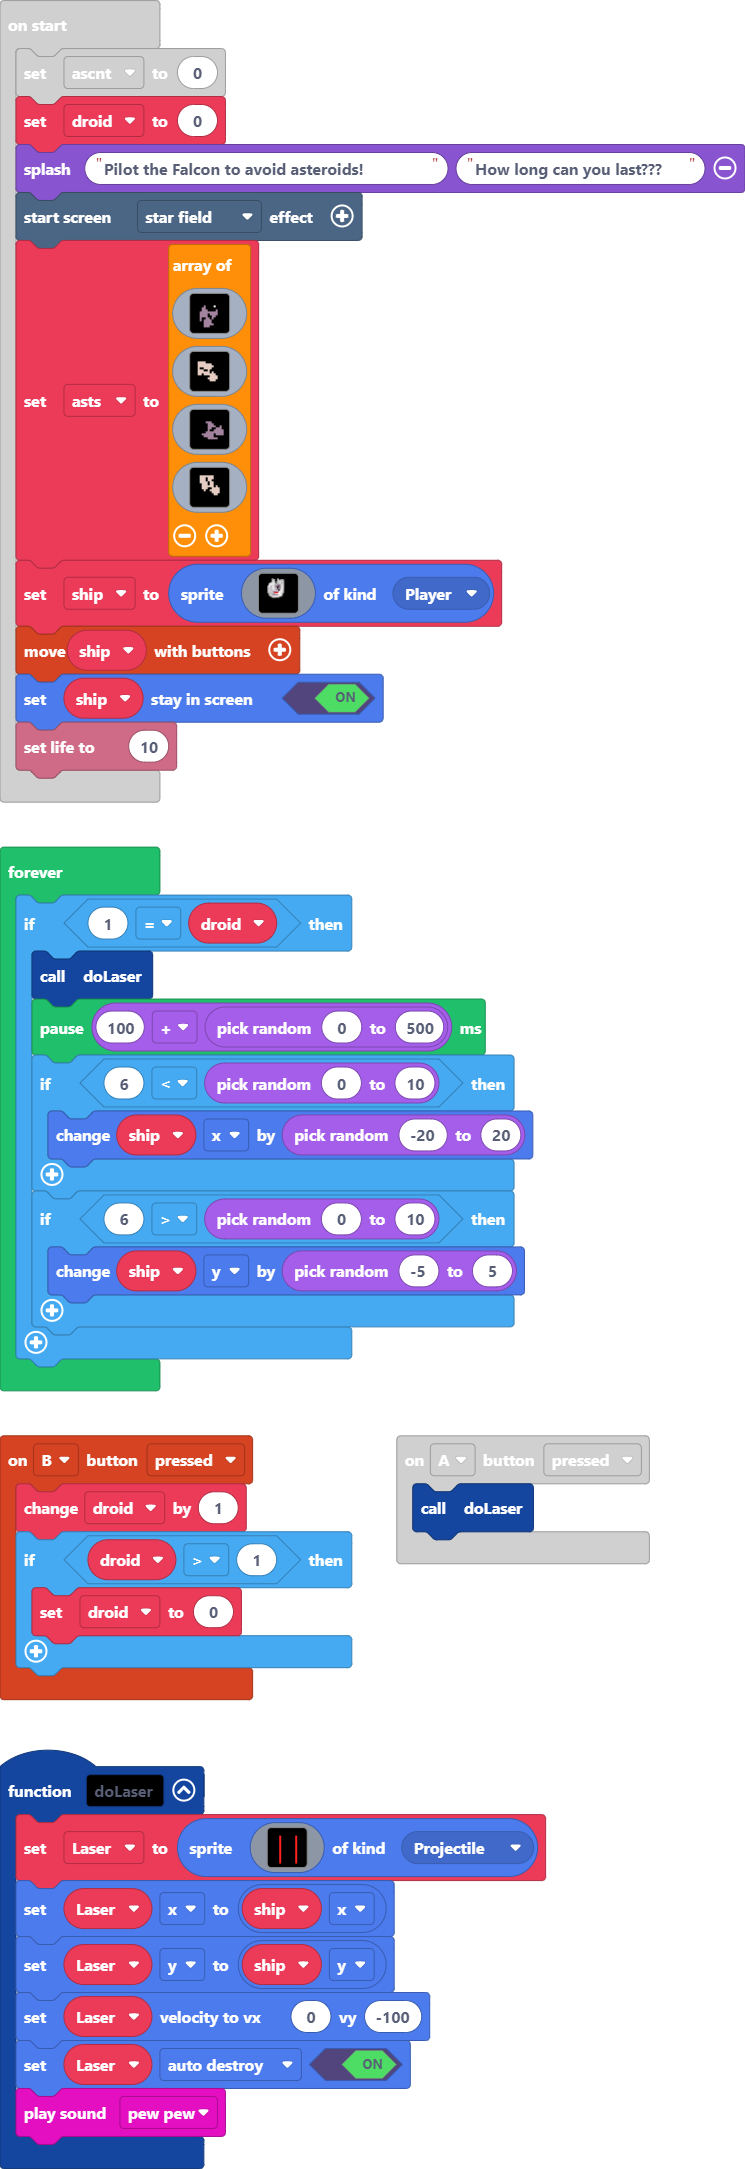 on start
set ascnt to 0
set droid to 0
splash "Pilot the Falcon to avoid asteroids!" "How long can you last???"
start screen star field effect
array of
set asts to
set ship to sprite of kind Player
move ship with buttons
set ship stay in screen ON
set life to 10
forever
if 1 = droid then
call doLaser
pause 100 + pick random 0 to 500 ms
if 6 < pick random 0 to 10 then
change ship x by pick random -20 to 20
if 6 > pick random 0 to 10 then
change ship y by pick random -5 to 5
on B button pressed
change droid by 1
if droid > 1 then
set droid to 0
on A button pressed
call doLaser
function doLaser
set Laser to sprite of kind Projectile
set Laser x to ship x
set Laser y to ship y
set Laser velocity to vx 0 vy -100
set Laser auto destroy ON
play sound pew pew